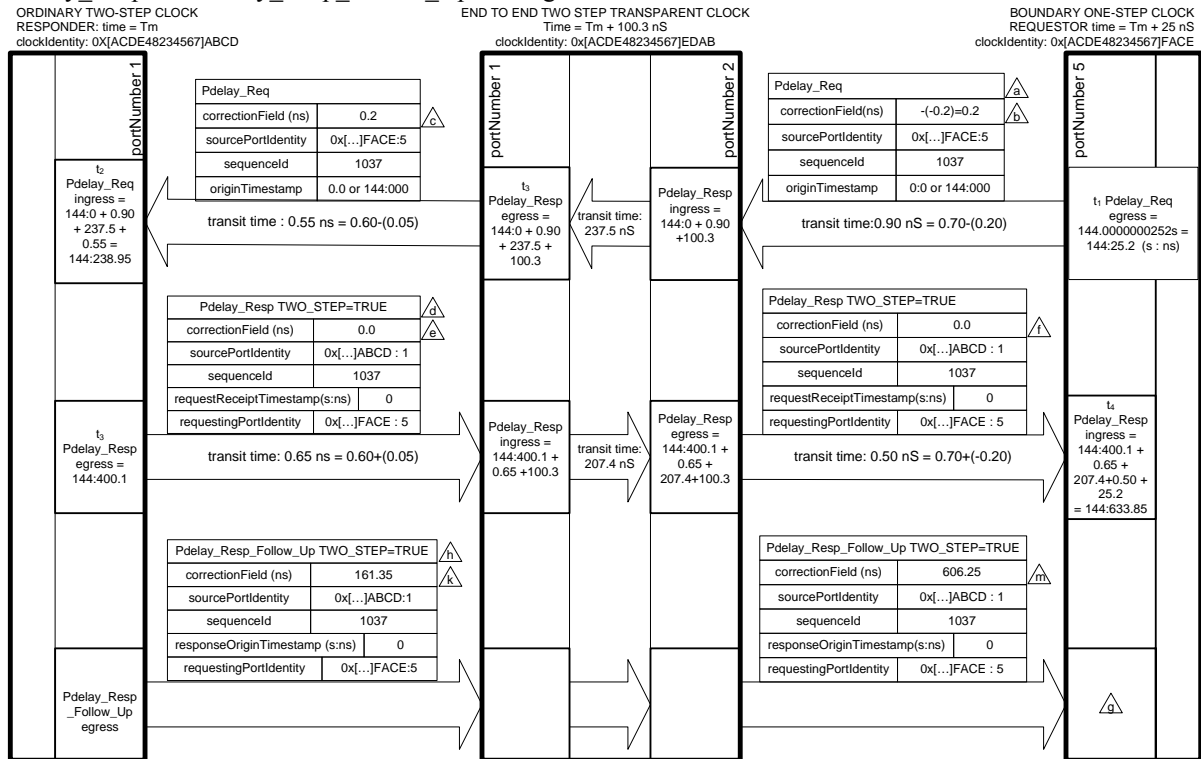 ORDINARY TWO-STEP CLOCK
RESPONDER: time = Tm
clockIdentity: 0X[ACDE48234567]ABCD
END TO END TWO STEP TRANSPARENT CLOCK
Time = Tm + 100.3 nS
clockIdentity: 0x[ACDE48234567]EDAB
BOUNDARY ONE-STEP CLOCK
REQUESTOR time = Tm + 25 nS
clockIdentity: 0x[ACDE48234567]FACE
portNumber 1
portNumber 1
portNumber 2
portNumber 5
Pdelay_Req
correctionField (ns) 0.2
c
sourcePortIdentity 0x[…]FACE:5
sequenceId 1037
originTimestamp 0.0 or 144:000
Pdelay_Req
a
correctionField(ns) -(-0.2)=0.2
b
sourcePortIdentity 0x[…]FACE:5
sequenceId 1037
originTimestamp 0:0 or 144:000
t2
Pdelay_Req
ingress =
144:0 + 0.90
+ 237.5 +
0.55 =
144:238.95
transit time : 0.55 ns = 0.60-(0.05)
t3
Pdelay_Resp
egress =
144:0 + 0.90
+ 237.5 +
100.3
transit time:
237.5 nS
Pdelay_Resp
ingress =
144:0 + 0.90
+100.3
transit time:0.90 nS = 0.70-(0.20)
t1 Pdelay_Req
egress =
144.0000000252s =
144:25.2 (s : ns)
Pdelay_Resp TWO_STEP=TRUE
d
correctionField (ns) 0.0
e
sourcePortIdentity 0x[…]ABCD : 1
sequenceId 1037
requestReceiptTimestamp(s:ns) 0
requestingPortIdentity 0x[…]FACE : 5
Pdelay_Resp TWO_STEP=TRUE
correctionField (ns) 0.0
f
sourcePortIdentity 0x[…]ABCD : 1
sequenceId 1037
requestReceiptTimestamp(s:ns) 0
requestingPortIdentity 0x[…]FACE : 5
t3
Pdelay_Resp
egress =
144:400.1
transit time: 0.65 ns = 0.60+(0.05)
Pdelay_Resp
ingress =
144:400.1 +
0.65 +100.3
transit time:
207.4 nS
Pdelay_Resp
egress =
144:400.1 +
0.65 +
207.4+100.3
transit time: 0.50 nS = 0.70+(-0.20)
t4
Pdelay_Resp
ingress =
144:400.1 +
0.65 +
207.4+0.50 +
25.2
= 144:633.85
Pdelay_Resp_Follow_Up TWO_STEP=TRUE
h
correctionField (ns) 161.35
k
sourcePortIdentity 0x[…]ABCD:1
sequenceId 1037
responseOriginTimestamp (s:ns) 0
requestingPortIdentity 0x[…]FACE:5
Pdelay_Resp_Follow_Up TWO_STEP=TRUE
correctionField (ns) 606.25
m
sourcePortIdentity 0x[…]ABCD : 1
sequenceId 1037
responseOriginTimestamp(s:ns) 0
requestingPortIdentity 0x[…]FACE : 5
Pdelay_Resp
_Follow_Up
egress
g